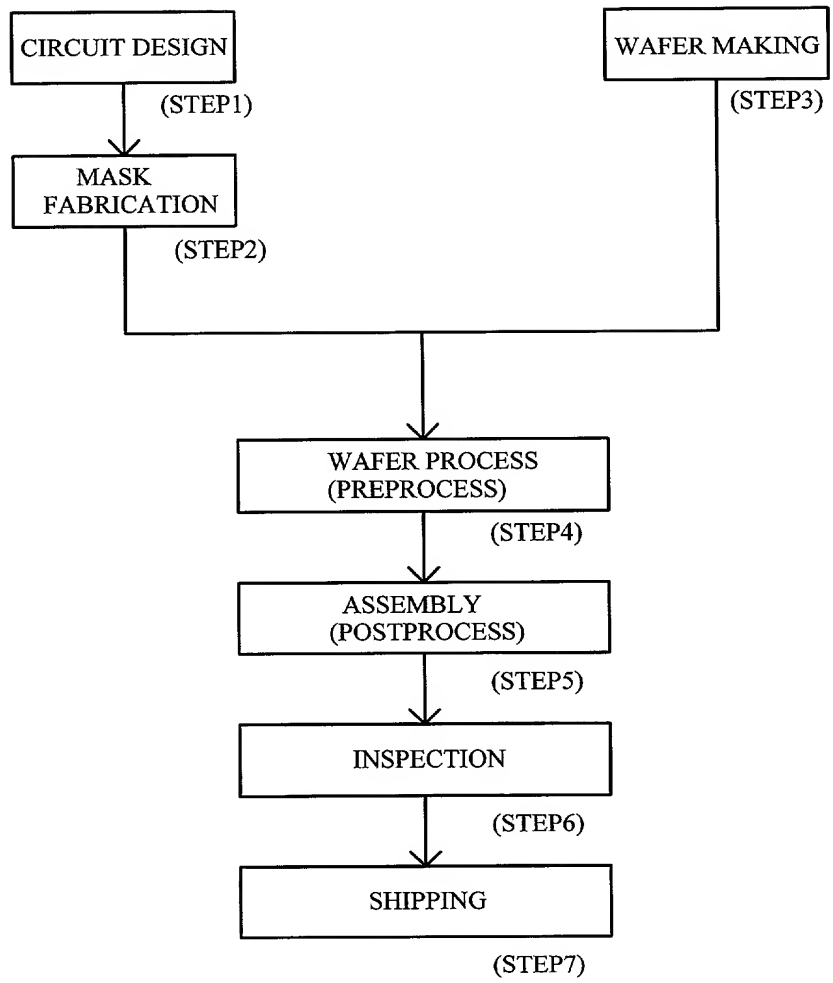 CIRCUIT DESIGN
(STEP1)
MASK
FABRICATION
(STEP2)
WAFER MAKING
(STEP3)
WAFER PROCESS
(PREPROCESS)
(STEP4)
ASSEMBLY
(POSTPROCESS)
(STEP5)
INSPECTION
(STEP6)
SHIPPING
(STEP7)